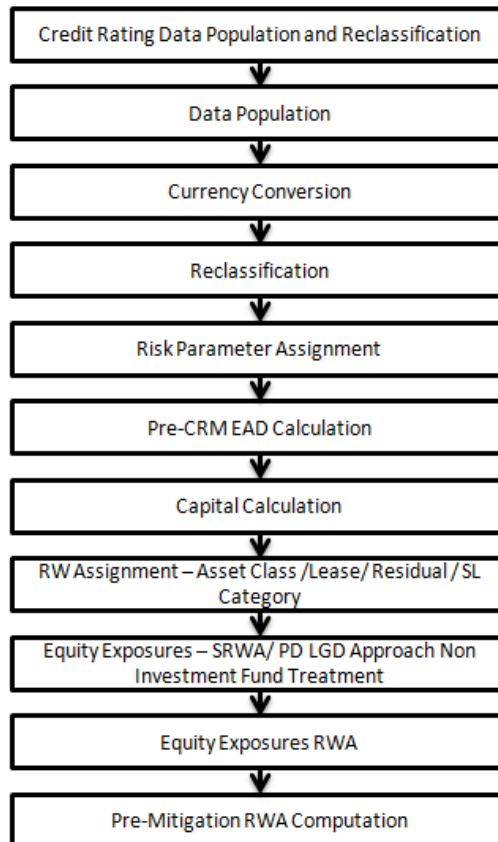 Credit Rating Data Population and Reclassification
Data Population
Currency Conversion
Reclassification
Risk Parameter Assignment
Pre-CRM EAD Calculation
Capital Calculation
RW Assignment – Asset Class /Lease/ Residual / SL
Category
Equity Exposures – SRWA/ PD LGD Approach Non
Investment Fund Treatment
Equity Exposures RWA
Pre-Mitigation RWA Computation